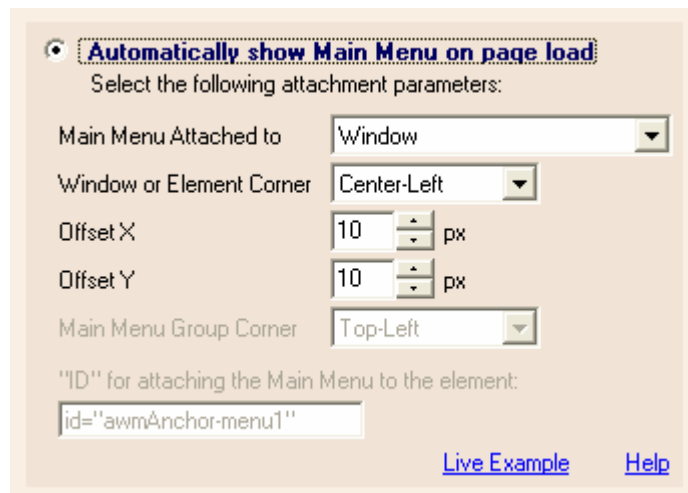 Automatically show Main Menu on page load
Select the following attachment parameters:
Main Menu Attached to Window
Window or Element Corner Center-Left
Offset X 10 px
Offset Y 10 px
Main Menu Group Corner Top-Left
"ID" for attaching the Main Menu to the element:
id="awmAnchor-menu1"
Live Example Help